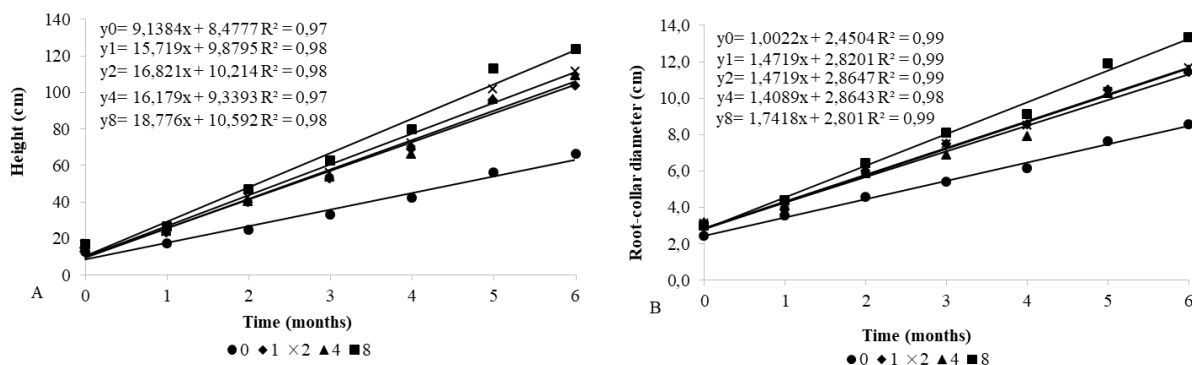 140
120
100
80
60
40
20
0
Height (cm)
y0= 9,1384x + 8,4777 R² = 0,97
y1= 15,719x + 9,8795 R² = 0,98
y2= 16,821x + 10,214 R² = 0,98
y4= 16,179x + 9,3393 R² = 0,97
y8= 18,776x + 10,592 R² = 0,98
0 1 2 3 4 5 6
A
Time (months)
0 1 2 4 8
14,0
12,0
10,0
8,0
6,0
4,0
2,0
0,0
Root-collar diameter (cm)
y0= 1,0022x + 2,4504 R² = 0,99
y1= 1,4719x + 2,8201 R² = 0,99
y2= 1,4719x + 2,8647 R² = 0,99
y4= 1,4089x + 2,8643 R² = 0,98
y8= 1,7418x + 2,801 R² = 0,99
0 1 2 3 4 5 6
B
Time (months)
0 1 2 4 8